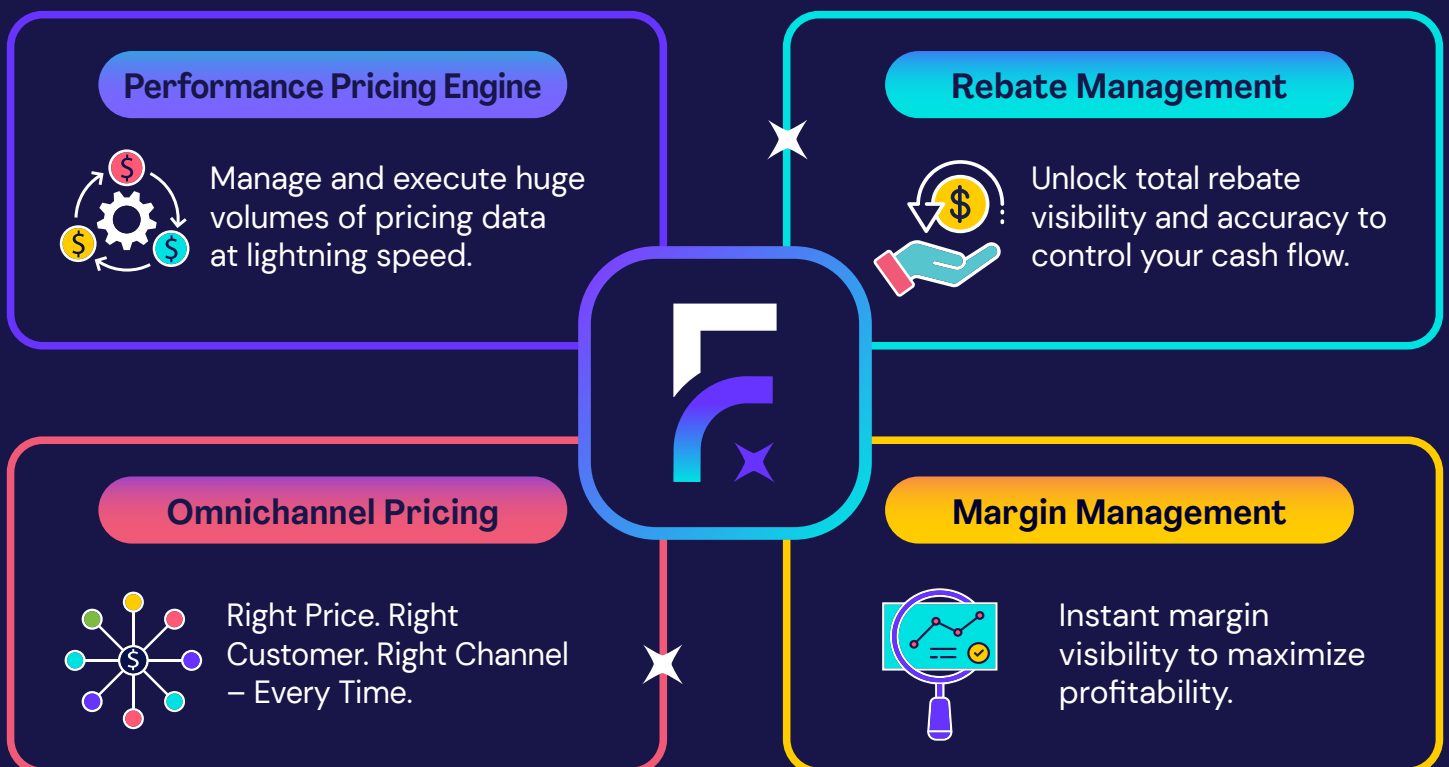 Performance Pricing Engine
Manage and execute huge
volumes of pricing data
at lightning speed.
Rebate Management
Unlock total rebate
visibility and accuracy to
control your cash flow.
Omnichannel Pricing
Right Price. Right
Customer. Right Channel
– Every Time.
Margin Management
Instant margin
visibility to maximize
profitability.